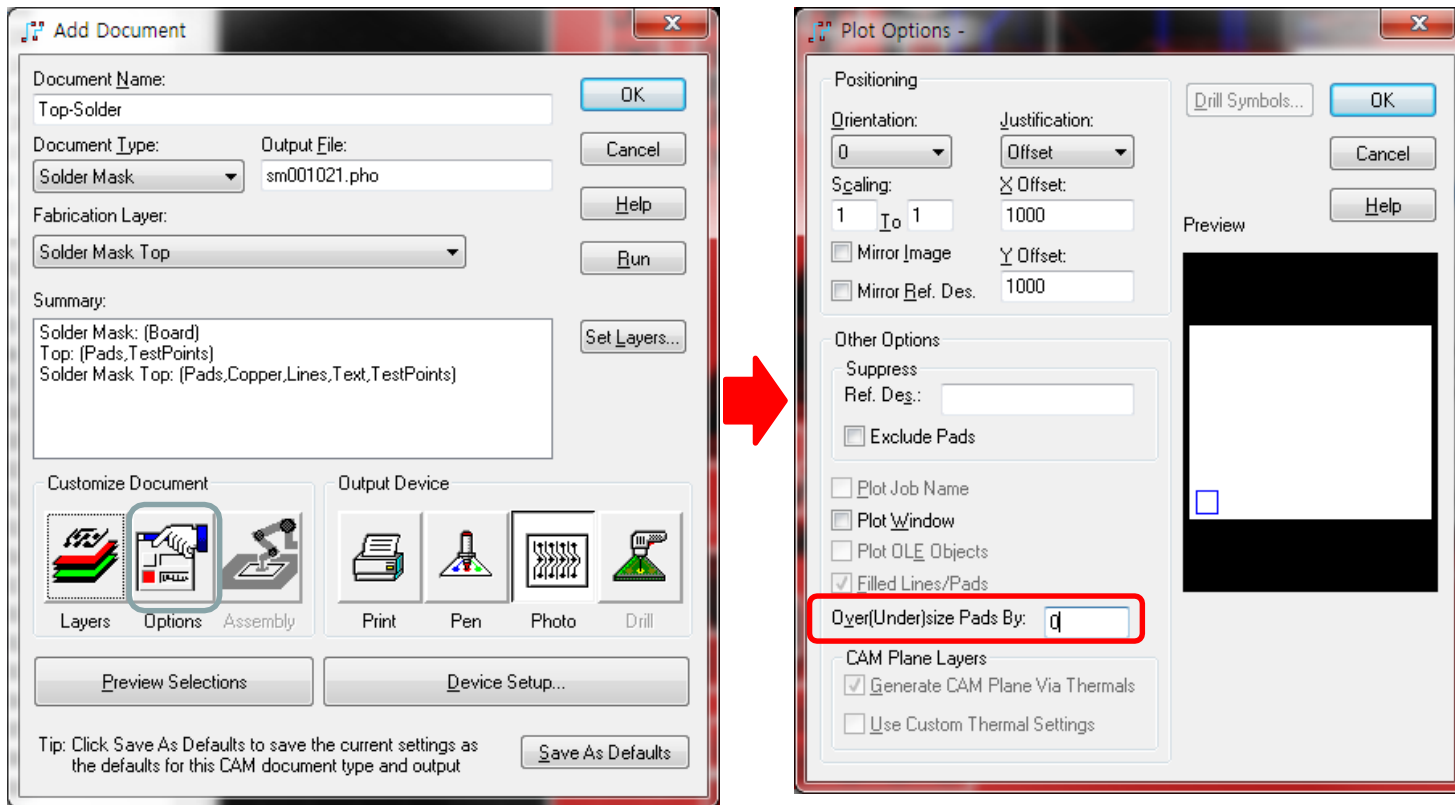 Add Document
Document Name:
Top-Solder
OK
Document Type:
Output File:
Cancel
Solder Mask
sm001021.pho
Help
Fabrication Layer:
Solder Mask Top
Run
Summary:
Solder Mask: (Board)
Top: (Pads,TestPoints)
Solder Mask Top: (Pads,Copper,Lines,Text,TestPoints)
Set Layers...
Customize Document
Output Device
Layers
Options
Assembly
Print
Pen
Photo
Drill
Preview Selections
Device Setup...
Tip: Click Save As Defaults to save the current settings as
the defaults for this CAM document type and output
Save As Defaults
Plot Options -
Positioning
Drill Symbols...
OK
Orientation:
Justification:
0
Offset
Cancel
Scaling:
X Offset:
1 To 1
1000
Help
Preview
Mirror Image
Y Offset:
Mirror Ref. Des.
1000
Other Options
Suppress
Ref. Des.:
Exclude Pads
Plot Job Name
Plot Window
Plot OLE Objects
Filled Lines/Pads
Over(Under)size Pads By:
0
CAM Plane Layers
Generate CAM Plane Via Thermals
Use Custom Thermal Settings